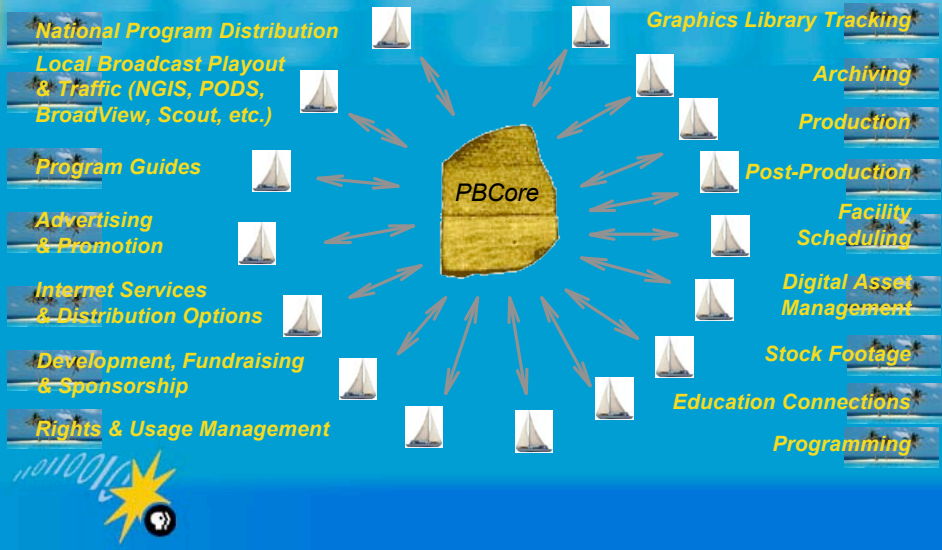 National Program Distribution
Local Broadcast Playout
& Traffic (NGIS, PODS,
BroadView, Scout, etc.)
Program Guides
Advertising
& Promotion
Internet Services
& Distribution Options
Development, Fundraising
& Sponsorship
Rights & Usage Management
PBCore
Graphics Library Tracking
Archiving
Production
Post-Production
Facility
Scheduling
Digital Asset
Management
Stock Footage
Education Connections
Programming